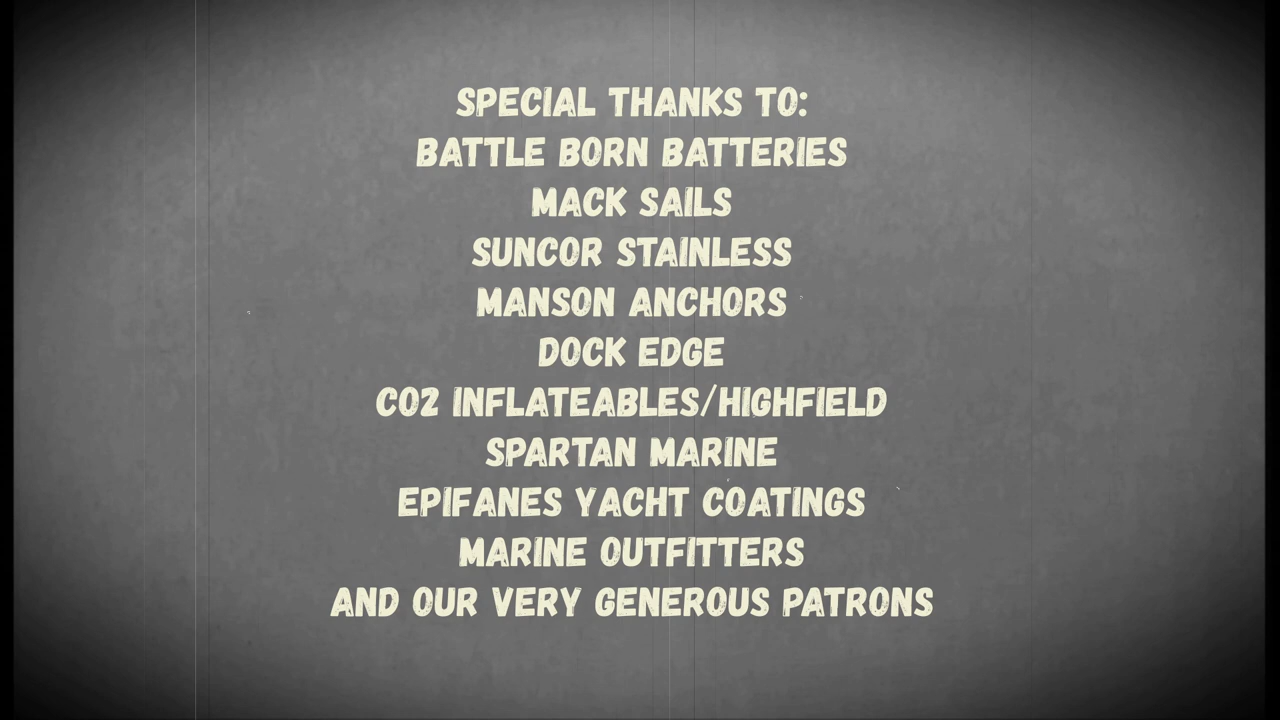 SPECIAL THANKS TO:
BATTLE BORN BATTERIES
MACK SAILS
SUNCOR STAINLESS
MANSON ANCHORS
DOCK EDGE
CO2 INFLATEABLES/HIGHFIELD
SPARTAN MARINE
EPIFANES YACHT COATINGS
MARINE OUTFITTERS
AND OUR VERY GENEROUS PATRONS